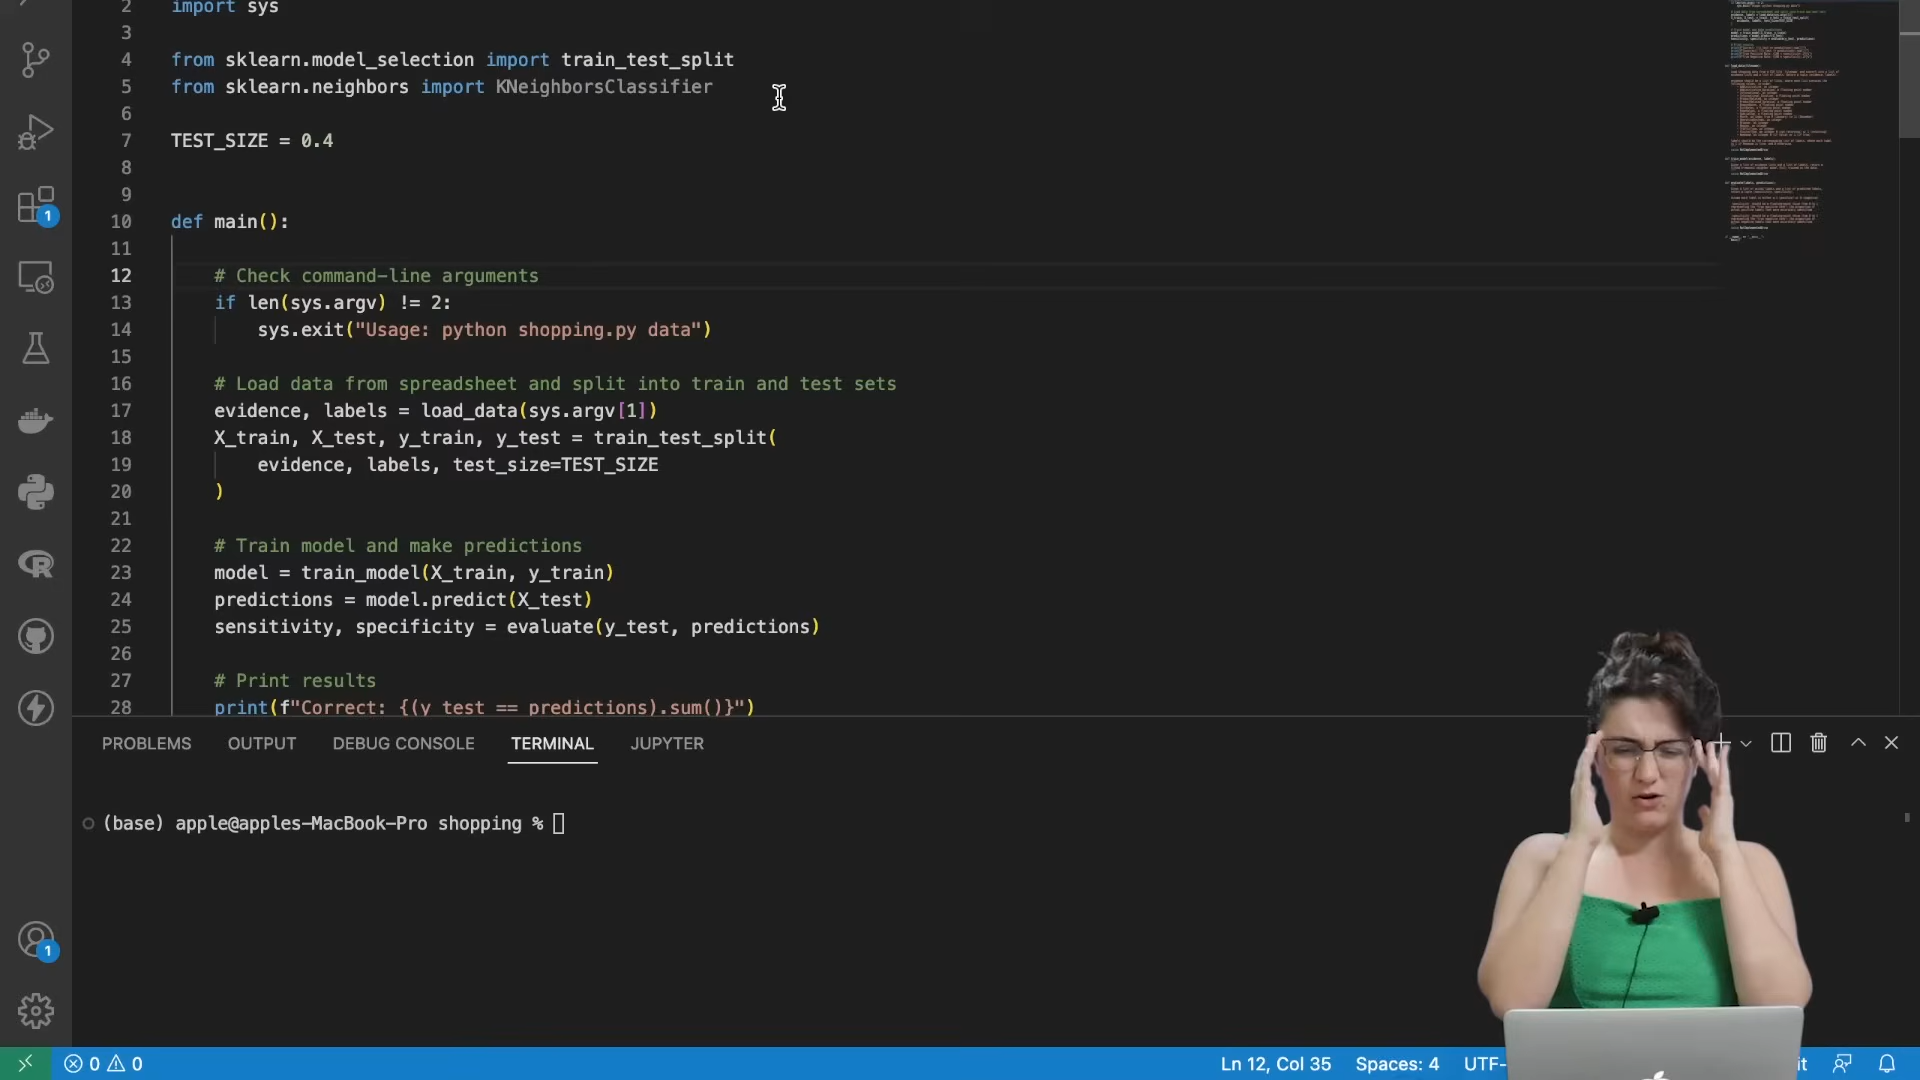 2 import sys
3
4 from sklearn.model_selection import train_test_split
5 from sklearn.neighbors import KNeighborsClassifier
6
7 TEST_SIZE = 0.4
8
9
10 def main():
11
12 # Check command-line arguments
13 if len(sys.argv) != 2:
14 sys.exit("Usage: python shopping.py data")
15
16 # Load data from spreadsheet and split into train and test sets
17 evidence, labels = load_data(sys.argv[1])
18 X_train, X_test, y_train, y_test = train_test_split(
19 evidence, labels, test_size=TEST_SIZE
20 )
21
22 # Train model and make predictions
23 model = train_model(X_train, y_train)
24 predictions = model.predict(X_test)
25 sensitivity, specificity = evaluate(y_test, predictions)
26
27 # Print results
28 print(f"Correct: {(y_test == predictions).sum()}")
1
PROBLEMS OUTPUT DEBUG CONSOLE TERMINAL JUPYTER
(base) apple@apples-MacBook-Pro shopping %
1
0 0 Ln 12, Col 35 Spaces: 4 UTF-